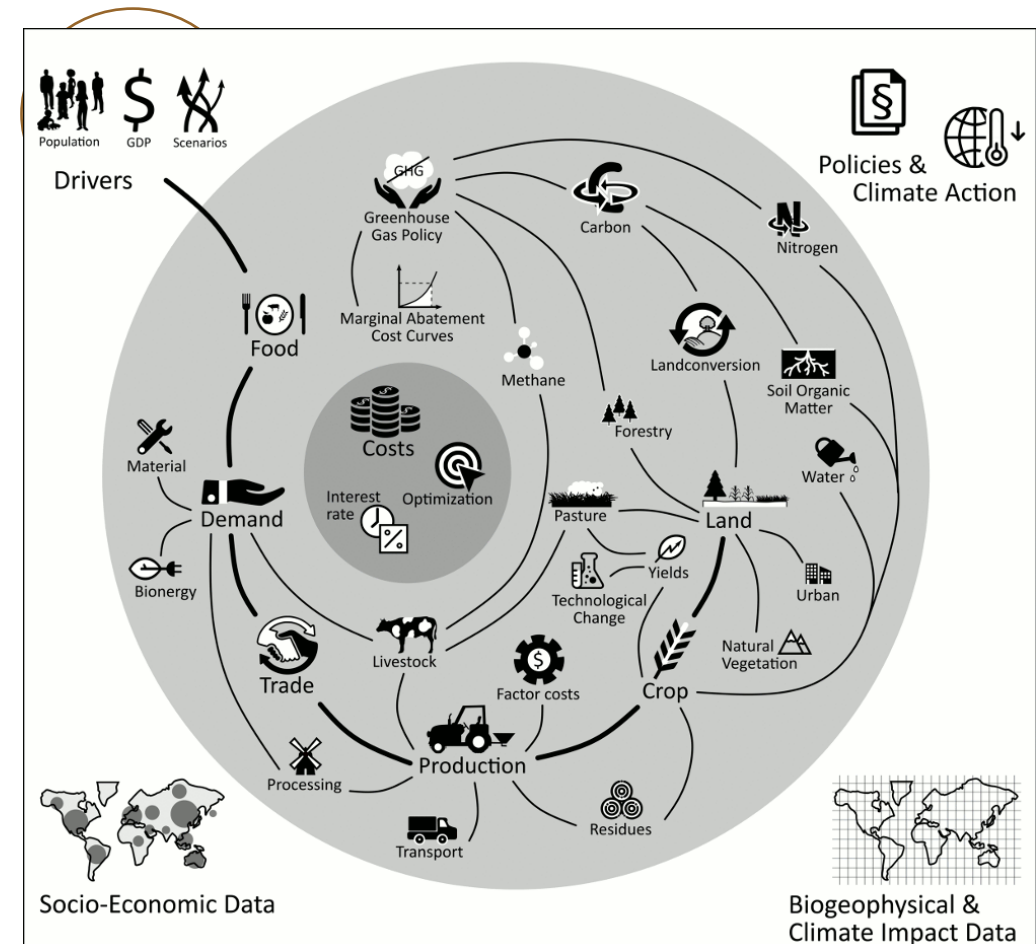 Population
GDP
Scenarios
Drivers
$
§
Policies &
Climate Action
GHG
Greenhouse
Gas Policy
C
Carbon
N
Nitrogen
Marginal Abatement
Cost Curves
Food
Methane
Landconversion
Soil Organic
Matter
Forestry
Water
$
$
$
Costs
Optimization
Interest
rate
%
Material
Demand
Bionergy
Pasture
Land
Yields
Technological
Change
Urban
Natural
Vegetation
Livestock
Trade
$
Factor costs
Crop
Production
Processing
Transport
Residues
Socio-Economic Data
Biogeophysical &
Climate Impact Data